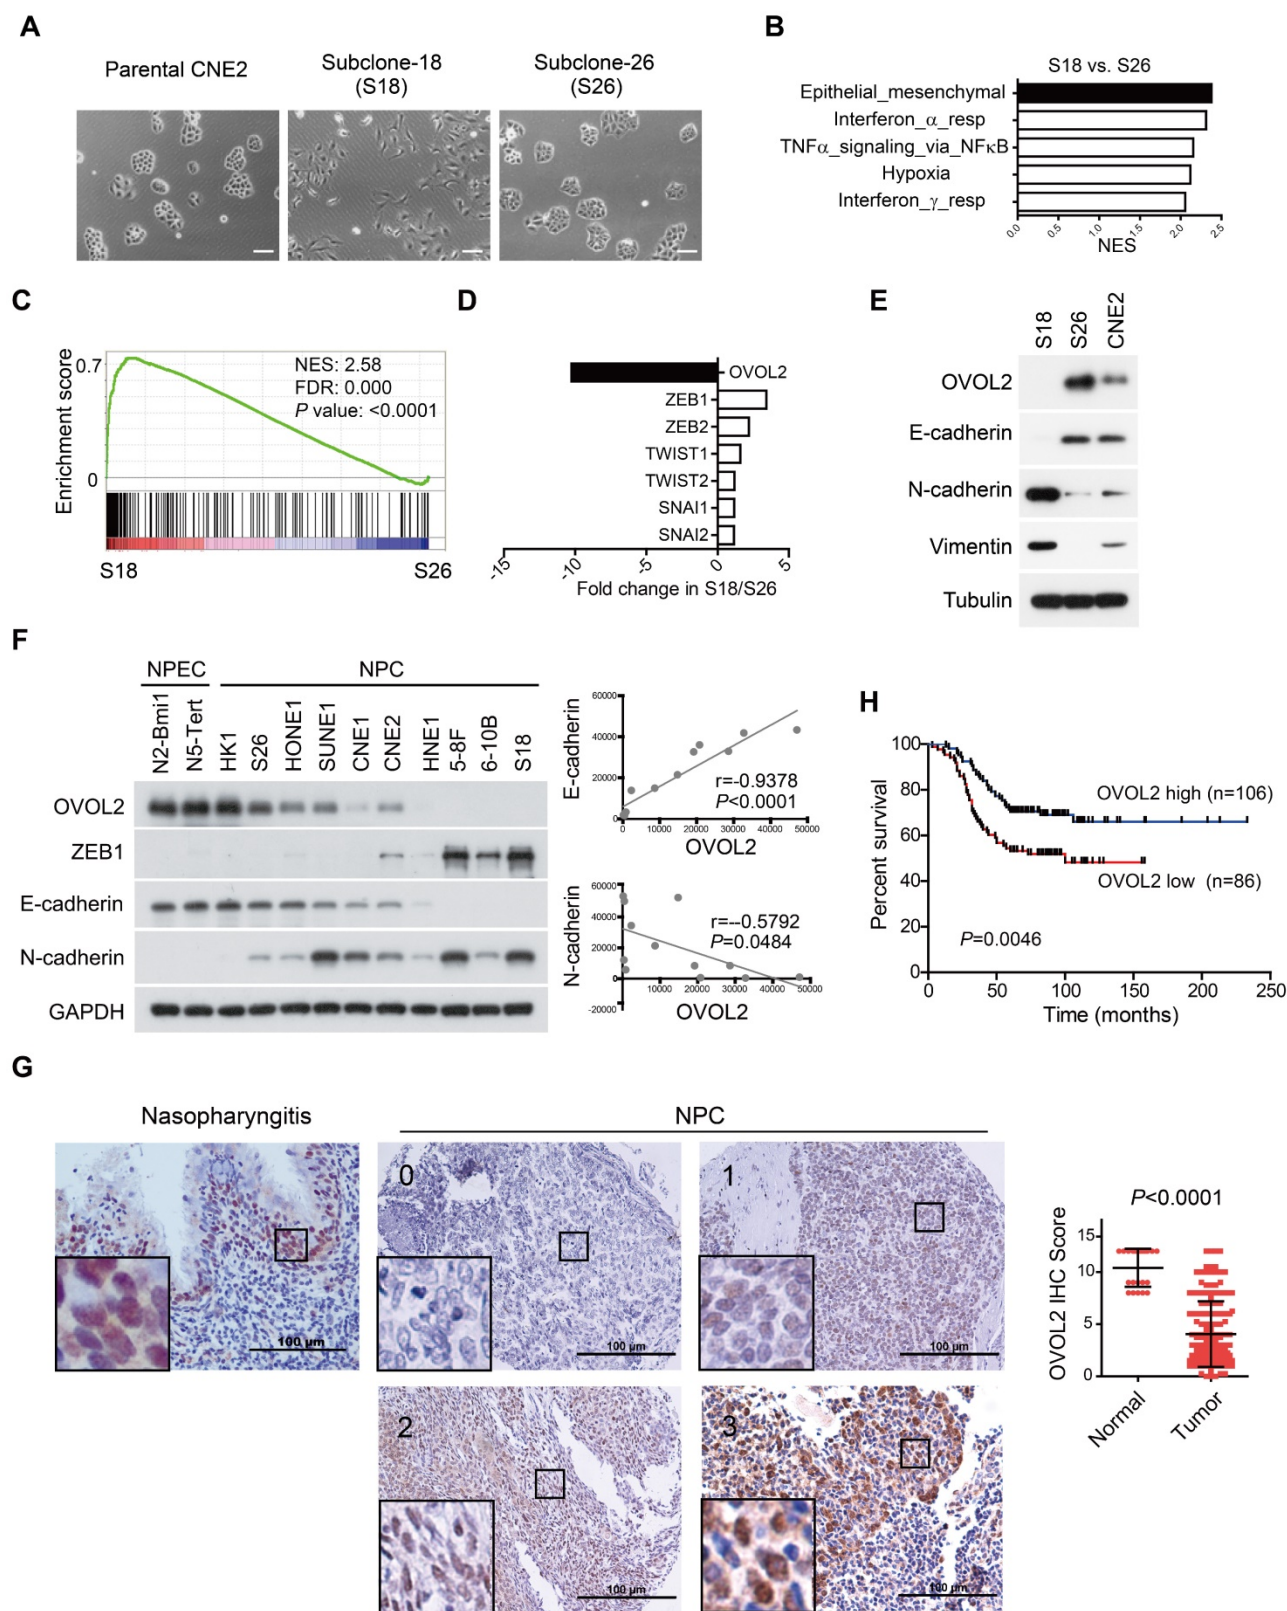 A
Parental CNE2
Subclone-18
(S18)
Subclone-26
(S26)
B
S18 vs. S26
Epithelial_mesenchymal
Interferon_α_resp
TNFα_signaling_via_NFκB
Hypoxia
Interferon_γ_resp
0.0 0.5 1.0 1.5 2.0 2.5
NES
C
Enrichment score
0.7
0
NES: 2.58
FDR: 0.000
P value: <0.0001
S18 S26
D
OVOL2
ZEB1
ZEB2
TWIST1
TWIST2
SNAI1
SNAI2
-15 -10 -5 0 5
Fold change in S18/S26
E
S18 S26 CNE2
OVOL2
E-cadherin
N-cadherin
Vimentin
Tubulin
F
NPEC NPC
N2-Bmi1 N5-Tert HK1 S26 HONE1 SUNE1 CNE1 CNE2 HNE1 5-8F 6-10B S18
OVOL2
ZEB1
E-cadherin
N-cadherin
GAPDH
E-cadherin
60000
40000
20000
0
r=-0.9378
P<0.0001
0 10000 20000 30000 40000 50000
OVOL2
N-cadherin
60000
40000
20000
0
-20000
r=--0.5792
P=0.0484
10000 20000 30000 40000 50000
OVOL2
H
Percent survival
100
80
60
40
20
0
OVOL2 high (n=106)
OVOL2 low (n=86)
P=0.0046
0 50 100 150 200 250
Time (months)
G
Nasopharyngitis
NPC
100 µm
0
100 µm
1
100 µm
2
100 µm
3
100 µm
P<0.0001
OVOL2 IHC Score
15
10
5
0
Normal Tumor